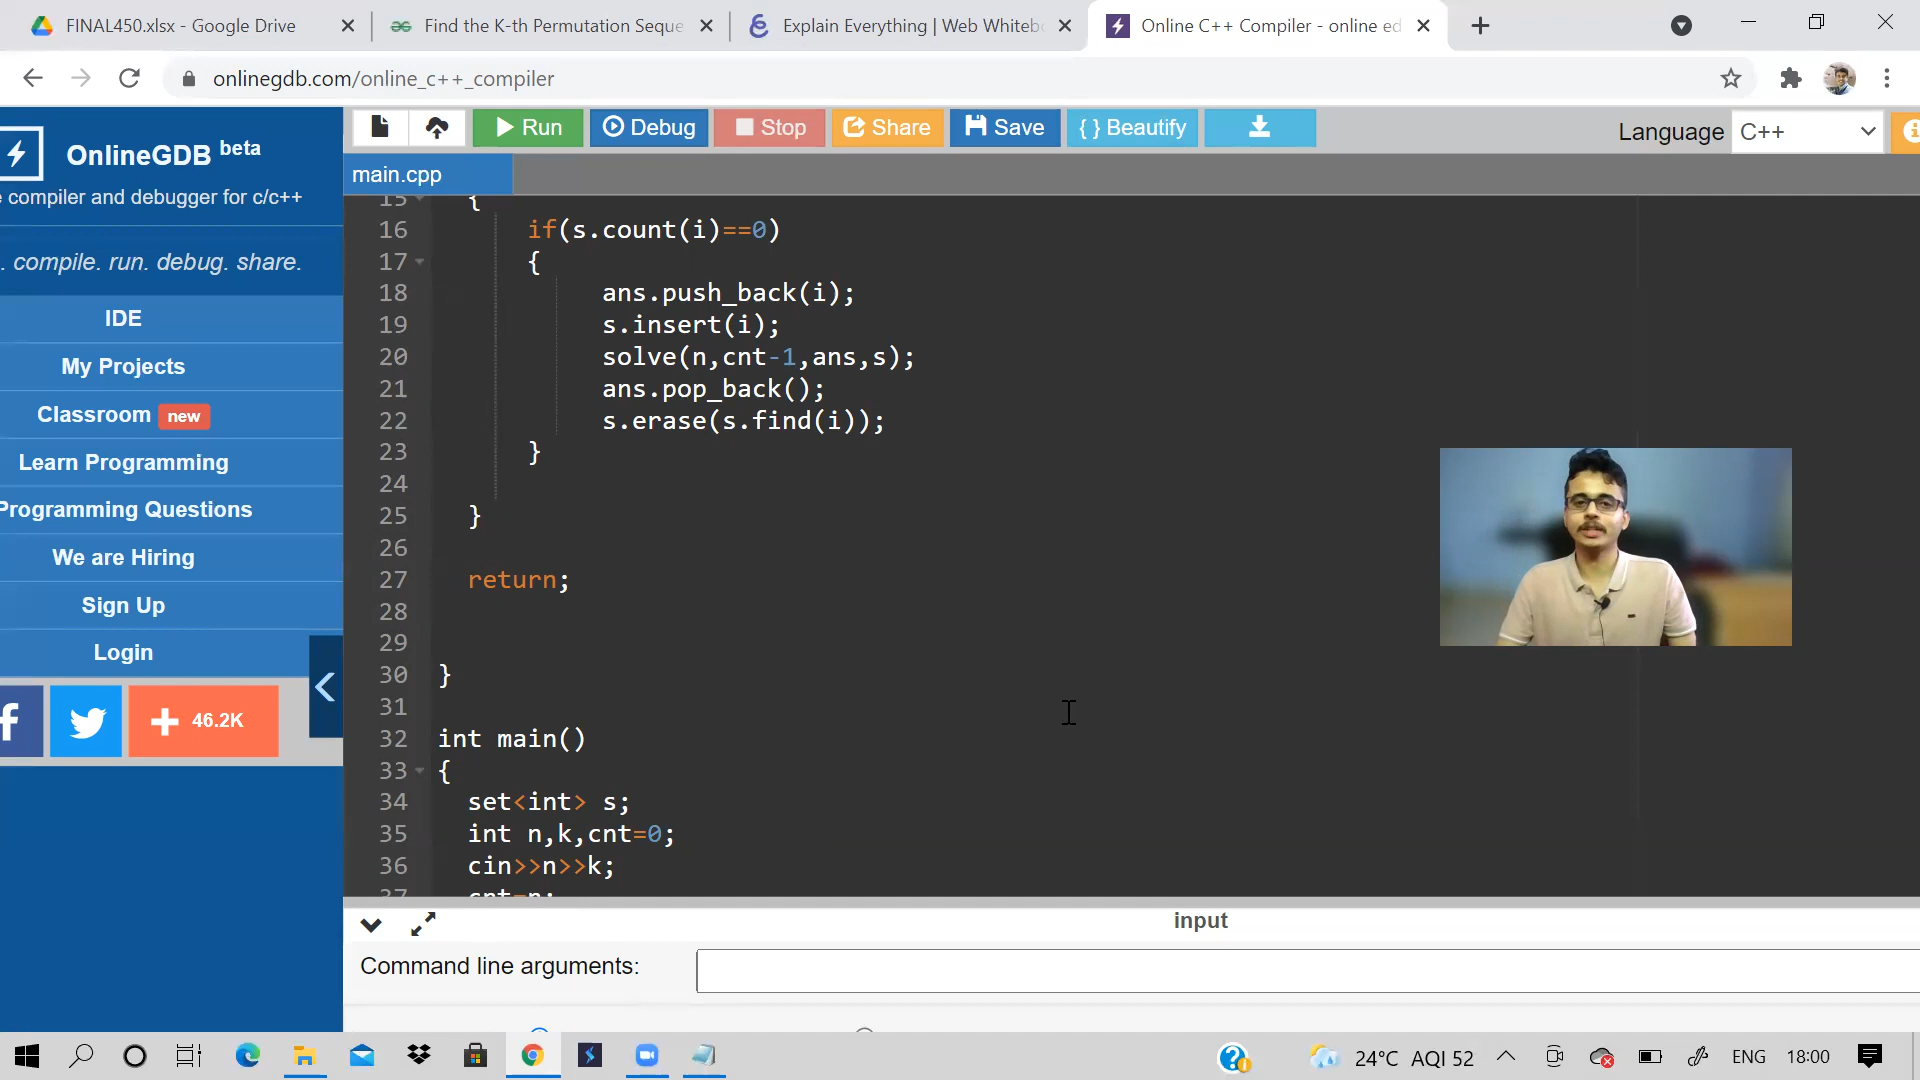 FINAL450.xlsx - Google Drive
Find the K-th Permutation Seque
Explain Everything | Web Whitebo
Online C++ Compiler - online ed
onlinegdb.com/online_c++_compiler
OnlineGDB beta
e compiler and debugger for c/c++
. compile. run. debug. share.
IDE
My Projects
Classroom new
Learn Programming
Programming Questions
We are Hiring
Sign Up
Login
46.2K
Run
Debug
Stop
Share
Save
{ } Beautify
Language C++
main.cpp
15 {
16 if(s.count(i)==0)
17 {
18 ans.push_back(i);
19 s.insert(i);
20 solve(n,cnt-1,ans,s);
21 ans.pop_back();
22 s.erase(s.find(i));
23 }
24
25 }
26
27 return;
28
29
30 }
31
32 int main()
33 {
34 set<int> s;
35 int n,k,cnt=0;
36 cin>>n>>k;
37 cnt=n;
input
Command line arguments:
24°C AQI 52
ENG
18:00